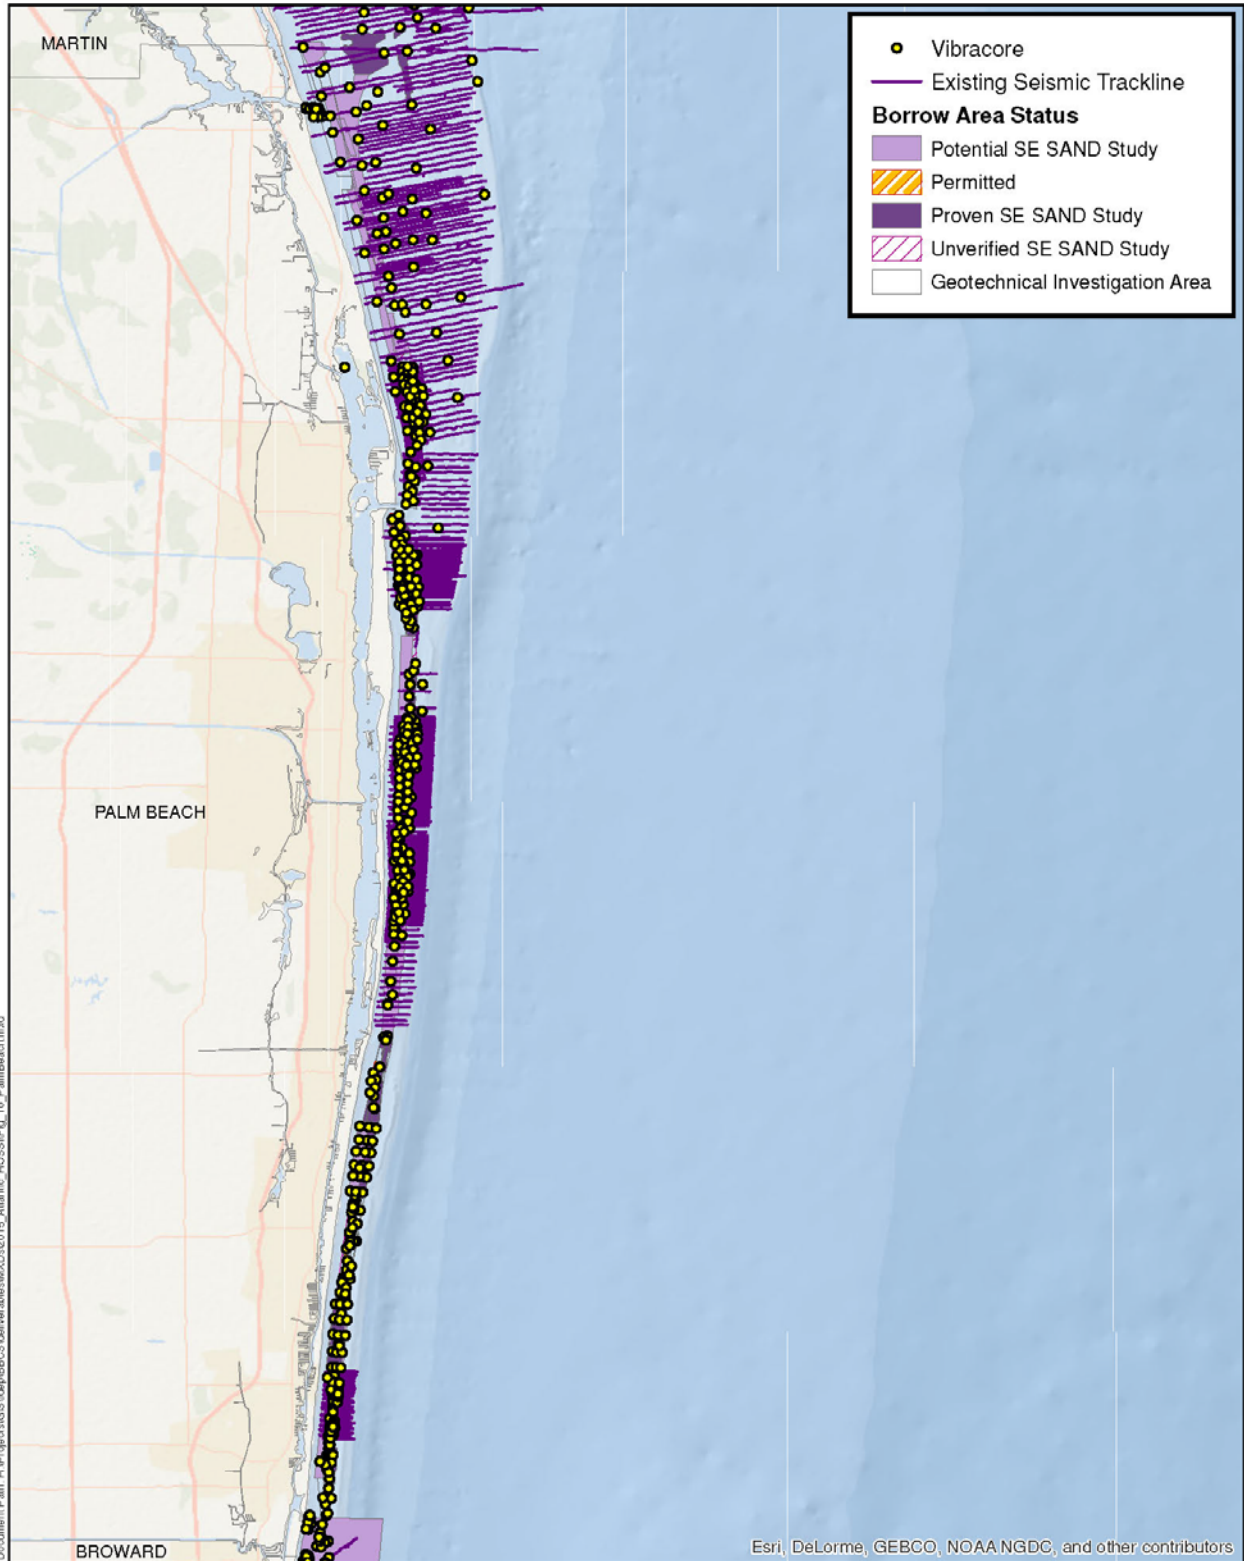 MARTIN
Vibracore
Existing Seismic Trackline
Borrow Area Status
Potential SE SAND Study
Permitted
Proven SE SAND Study
Unverified SE SAND Study
Geotechnical Investigation Area
PALM BEACH
BROWARD
Esri, DeLorme, GEBCO, NOAA NGDC, and other contributors